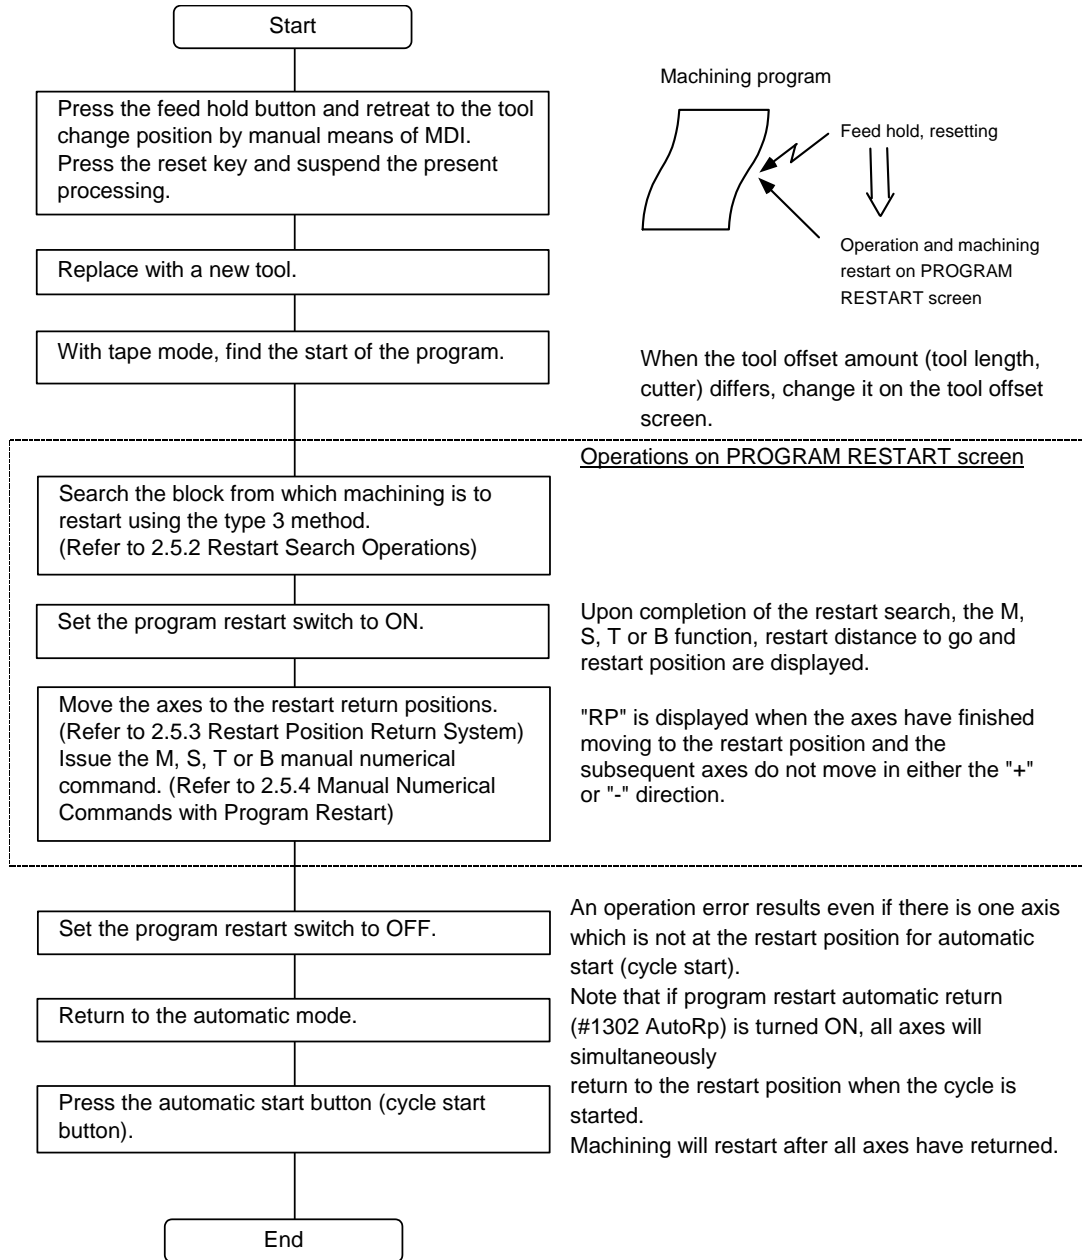 Start
Machining program
Press the feed hold button and retreat to the tool
change position by manual means of MDI.
Press the reset key and suspend the present
processing.
Feed hold, resetting
Operation and machining
restart on PROGRAM
RESTART screen
Replace with a new tool.
With tape mode, find the start of the program.
When the tool offset amount (tool length,
cutter) differs, change it on the tool offset
screen.
Operations on PROGRAM RESTART screen
Search the block from which machining is to
restart using the type 3 method.
(Refer to 2.5.2 Restart Search Operations)
Set the program restart switch to ON.
Upon completion of the restart search, the M,
S, T or B function, restart distance to go and
restart position are displayed.
Move the axes to the restart return positions.
(Refer to 2.5.3 Restart Position Return System)
Issue the M, S, T or B manual numerical
command. (Refer to 2.5.4 Manual Numerical
Commands with Program Restart)
"RP" is displayed when the axes have finished
moving to the restart position and the
subsequent axes do not move in either the "+"
or "-" direction.
Set the program restart switch to OFF.
An operation error results even if there is one axis
which is not at the restart position for automatic
start (cycle start).
Note that if program restart automatic return
(#1302 AutoRp) is turned ON, all axes will
simultaneously
return to the restart position when the cycle is
started.
Machining will restart after all axes have returned.
Return to the automatic mode.
Press the automatic start button (cycle start
button).
End